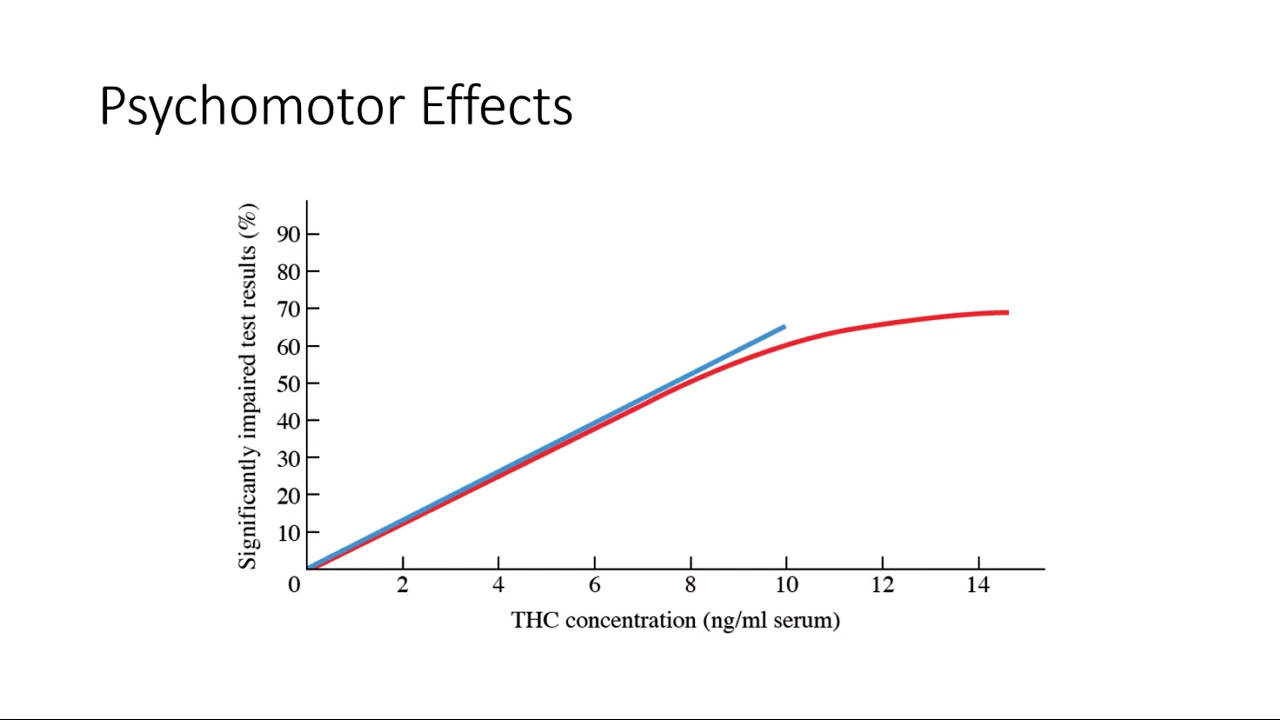 Psychomotor Effects
Significantly impaired test results (%)
90
80
70
60
50
40
30
20
10
0 2 4 6 8 10 12 14
THC concentration (ng/ml serum)